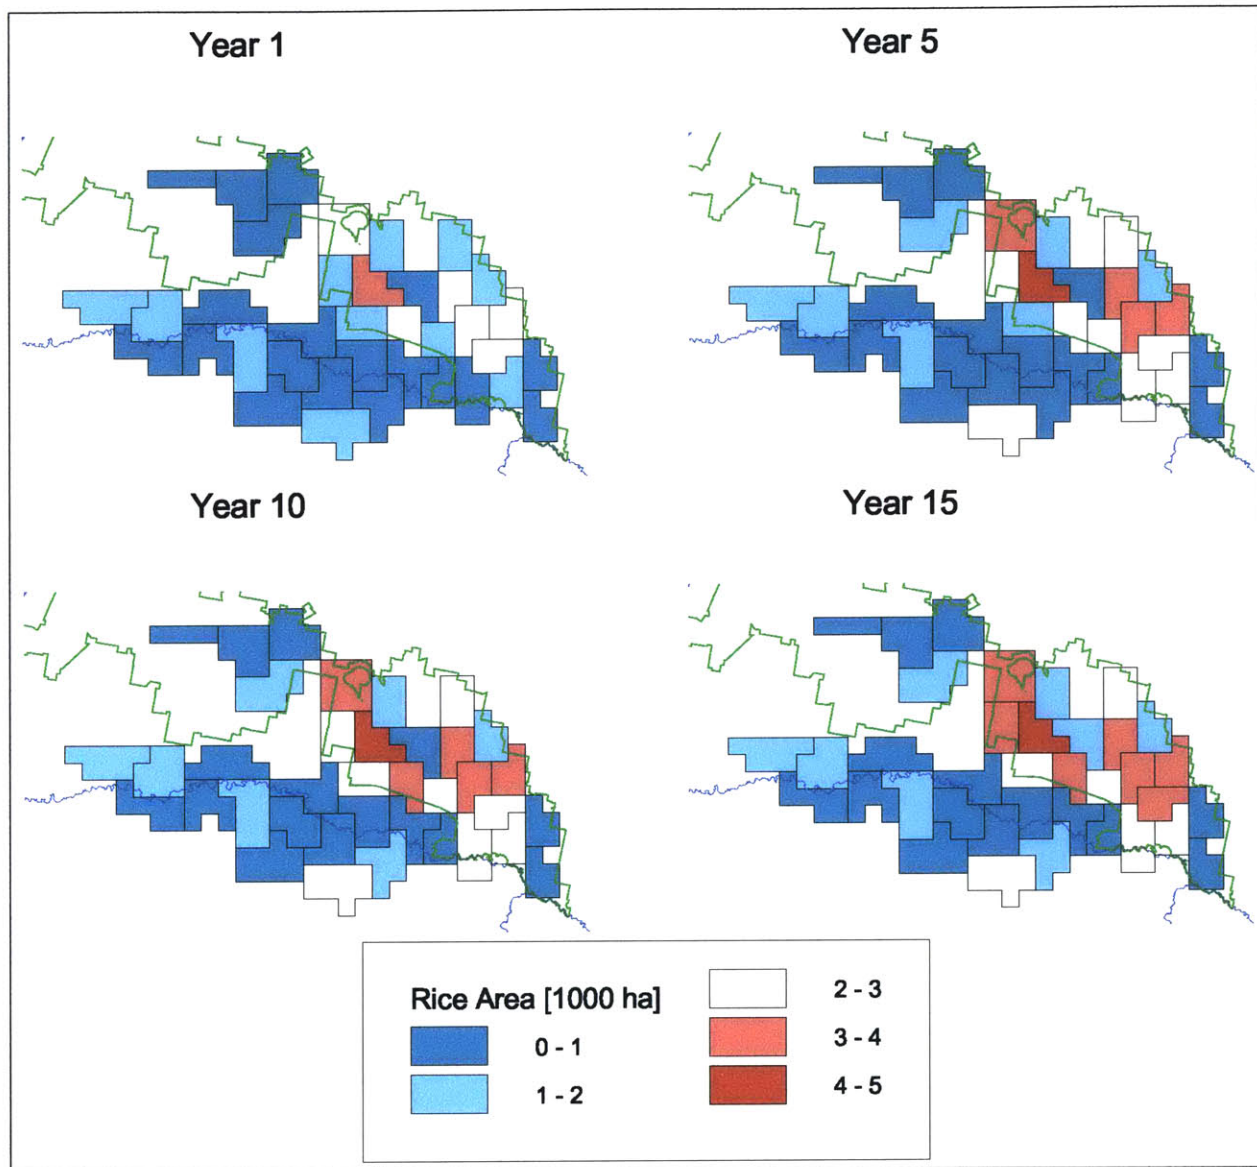 Year 1
Year 5
Year 10
Year 15
Rice Area [1000 ha]
0 - 1
1 - 2
2 - 3
3 - 4
4 - 5